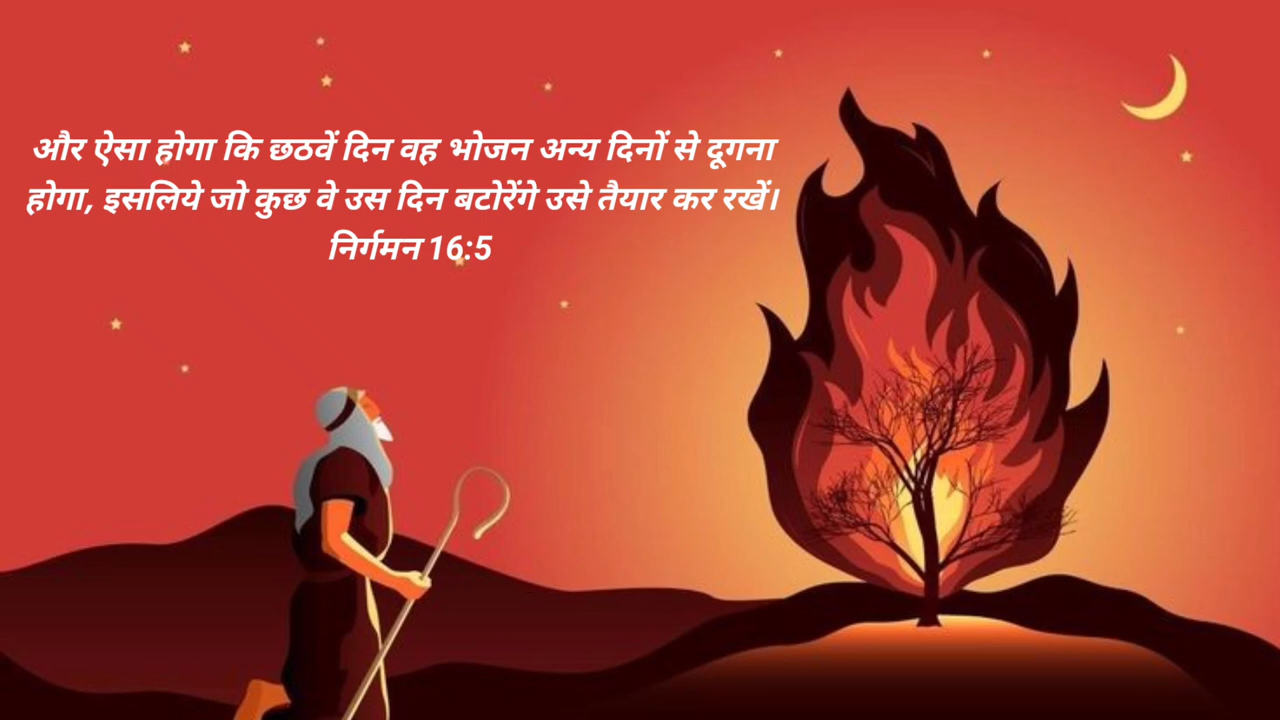 और ऐसा होगा कि छठवें दिन वह भोजन अन्य दिनों से दूगना
होगा, इसलिये जो कुछ वे उस दिन बटोरेंगे उसे तैयार कर रखें।
निर्गमन 16:5